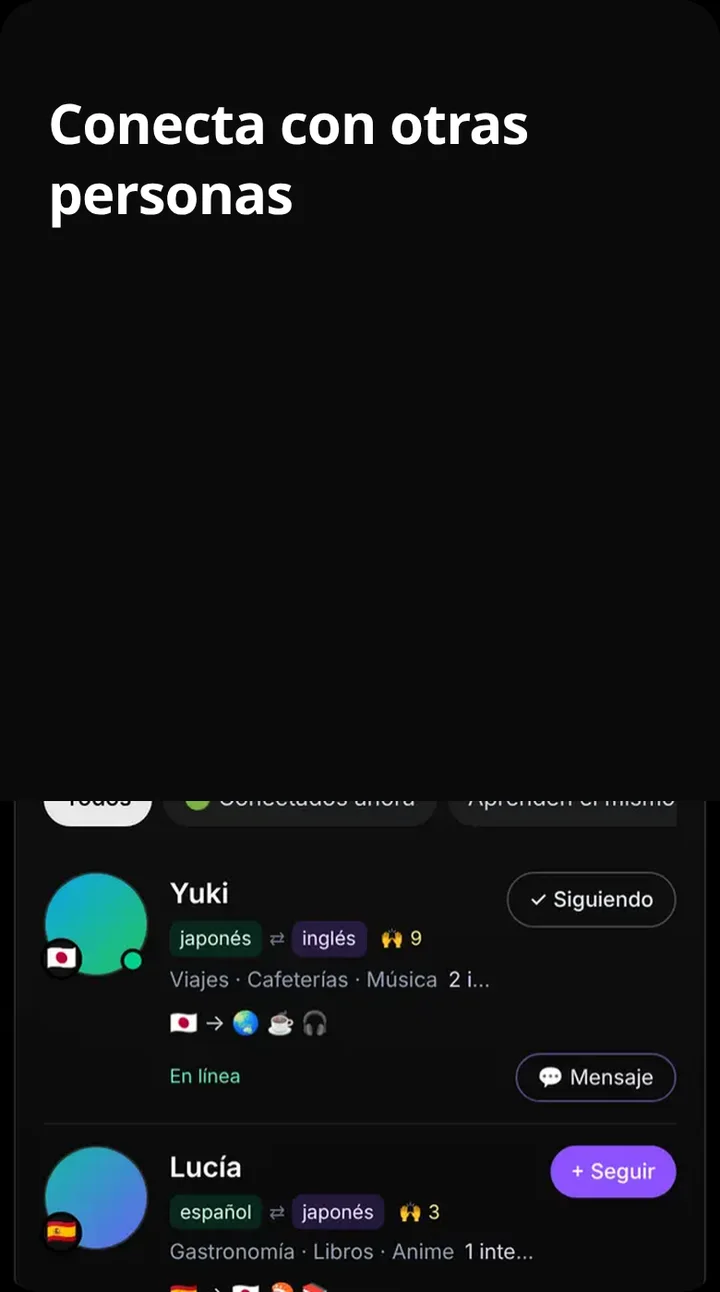 Conecta con otras
personas
Yuki
✓ Siguiendo
japonés ⇄ inglés 🙌 9
Viajes · Cafeterías · Música 2 i...
🇯🇵 → 🌏 ☕ 🎧
En línea
💬 Mensaje
Lucía
+ Seguir
español ⇄ japonés 🙌 3
Gastronomía · Libros · Anime 1 inte...